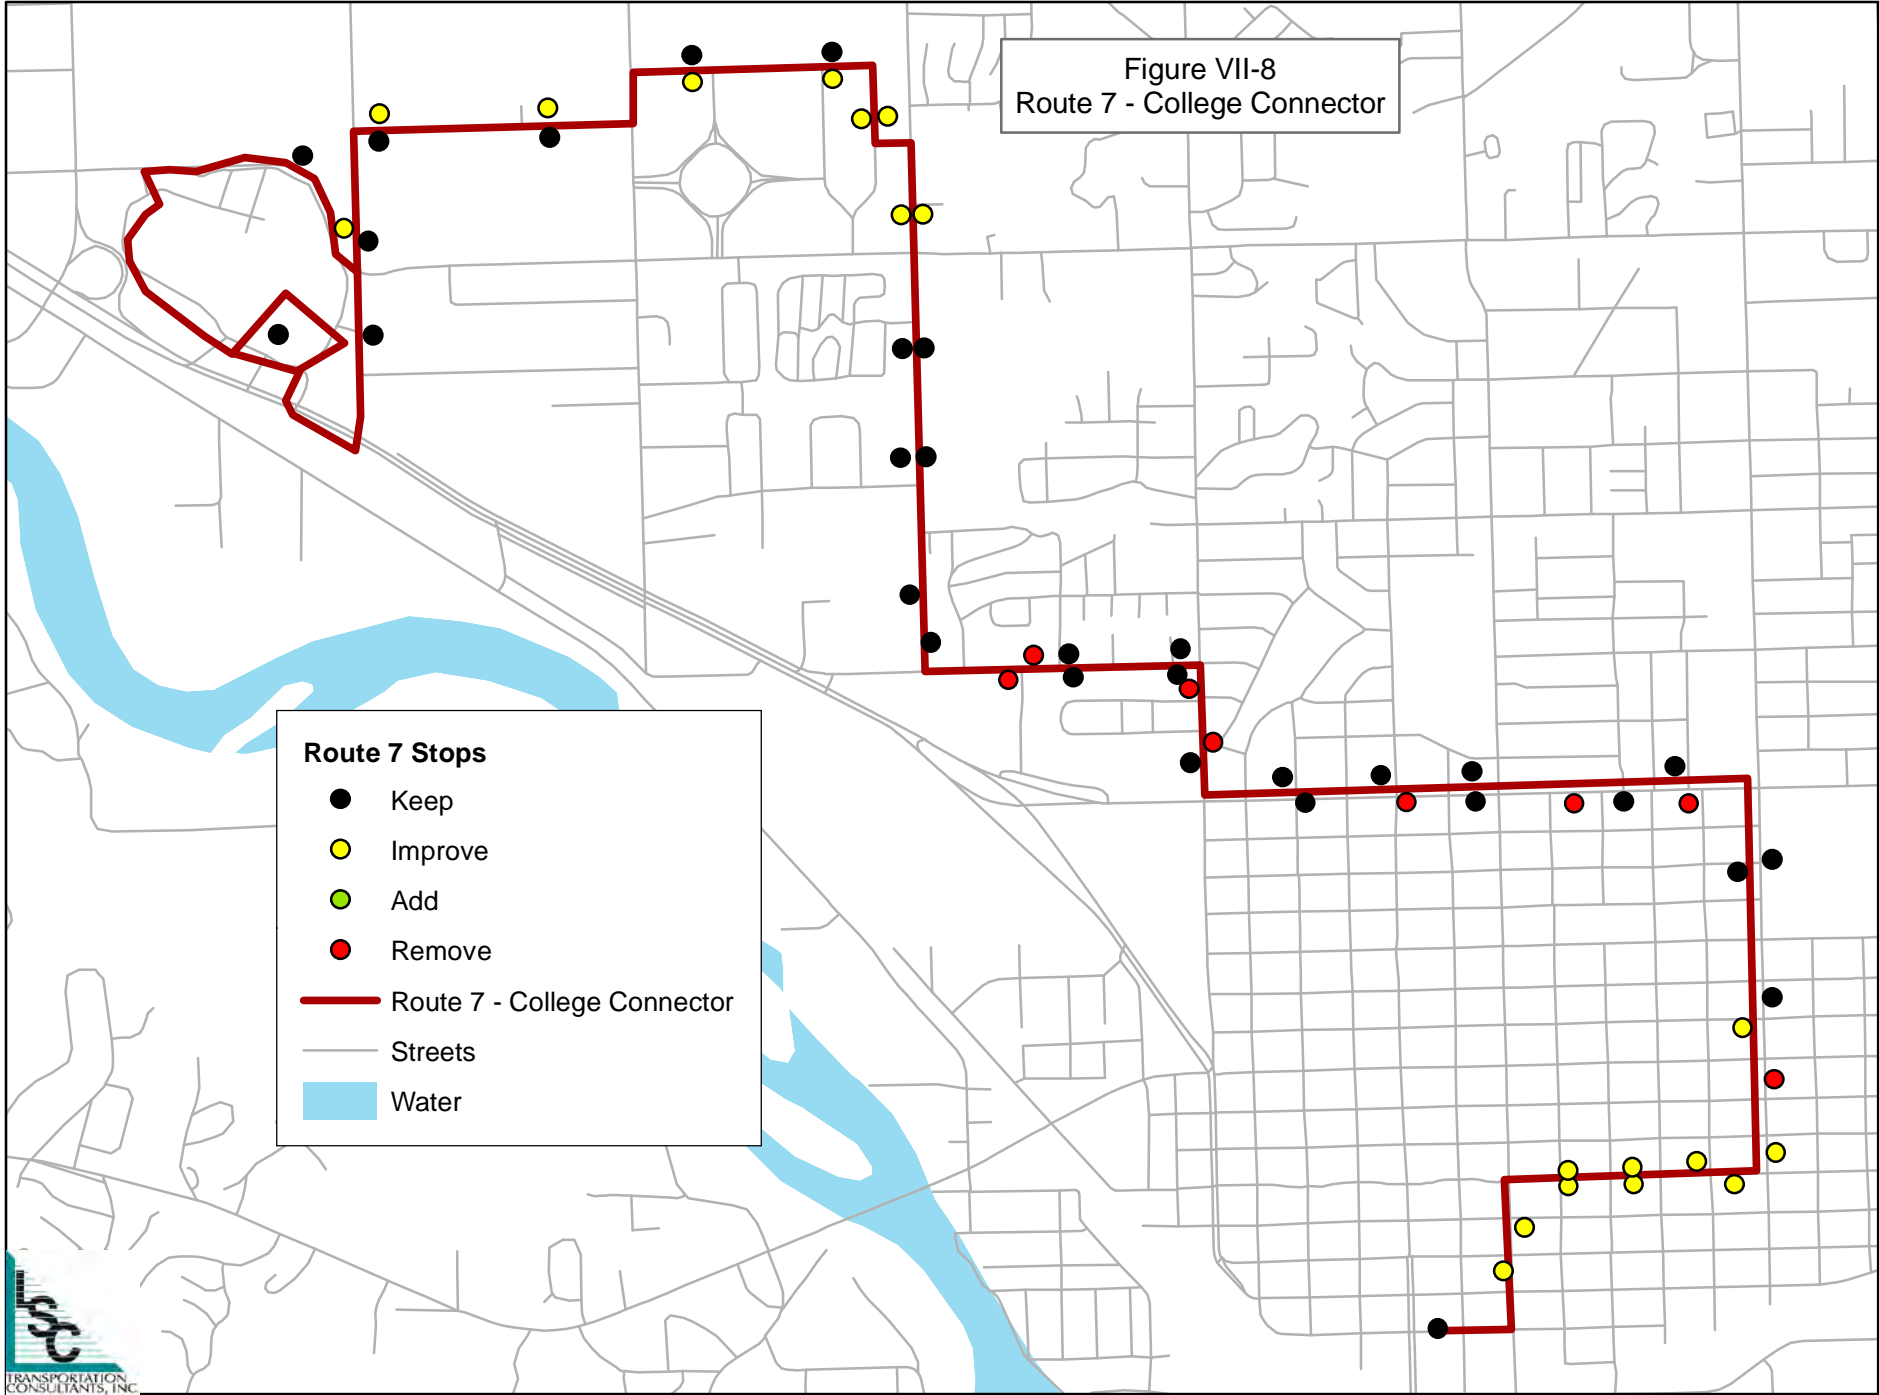 Figure VII-8
Route 7 - College Connector
Route 7 Stops
Keep
Improve
Add
Remove
Route 7 - College Connector
Streets
Water
LSC
TRANSPORTATION
CONSULTANTS, INC.